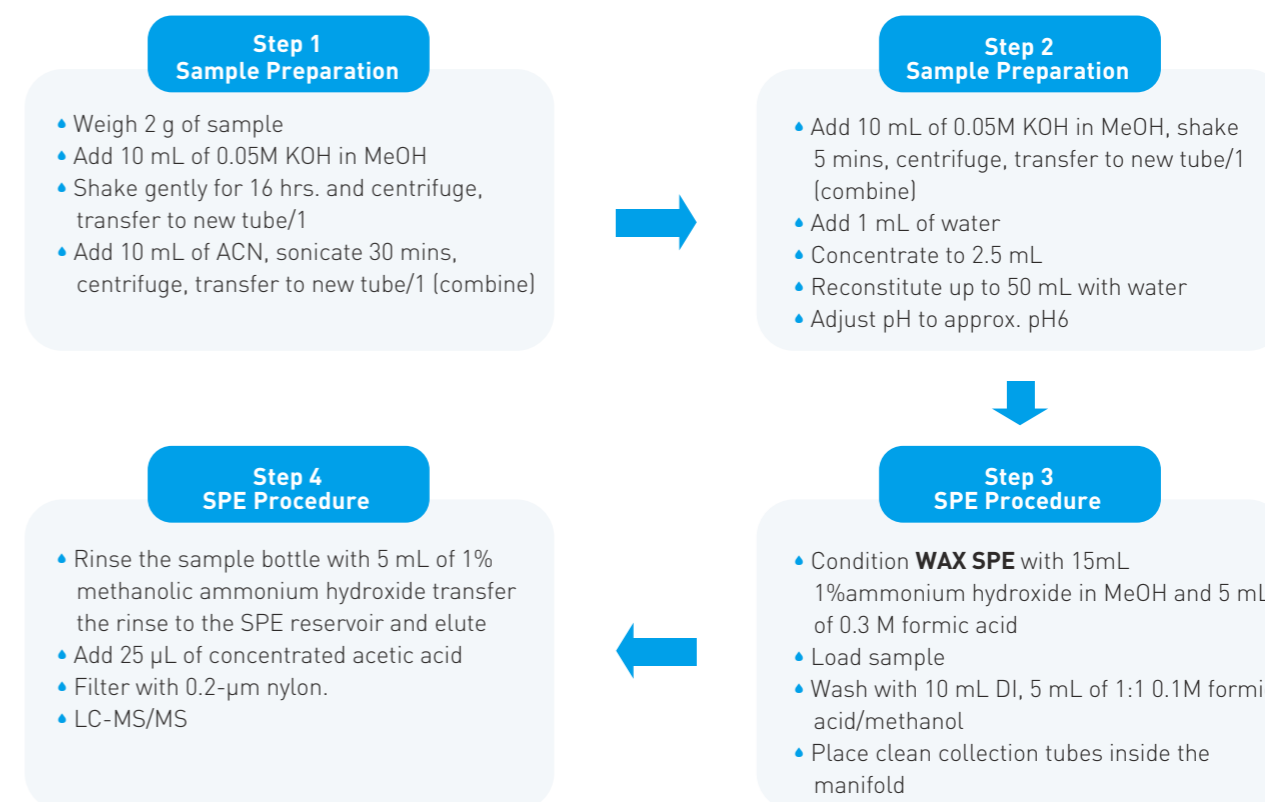 Step 1
Sample Preparation
Weigh 2 g of sample
Add 10 mL of 0.05M KOH in MeOH
Shake gently for 16 hrs. and centrifuge,
transfer to new tube/1
Add 10 mL of ACN, sonicate 30 mins,
centrifuge, transfer to new tube/1 (combine)
Step 2
Sample Preparation
Add 10 mL of 0.05M KOH in MeOH, shake
5 mins, centrifuge, transfer to new tube/1
(combine)
Add 1 mL of water
Concentrate to 2.5 mL
Reconstitute up to 50 mL with water
Adjust pH to approx. pH6
Step 3
SPE Procedure
Condition WAX SPE with 15mL
1%ammonium hydroxide in MeOH and 5 mL
of 0.3 M formic acid
Load sample
Wash with 10 mL DI, 5 mL of 1:1 0.1M formic
acid/methanol
Place clean collection tubes inside the
manifold
Step 4
SPE Procedure
Rinse the sample bottle with 5 mL of 1%
methanolic ammonium hydroxide transfer
the rinse to the SPE reservoir and elute
Add 25 µL of concentrated acetic acid
Filter with 0.2-µm nylon.
LC-MS/MS